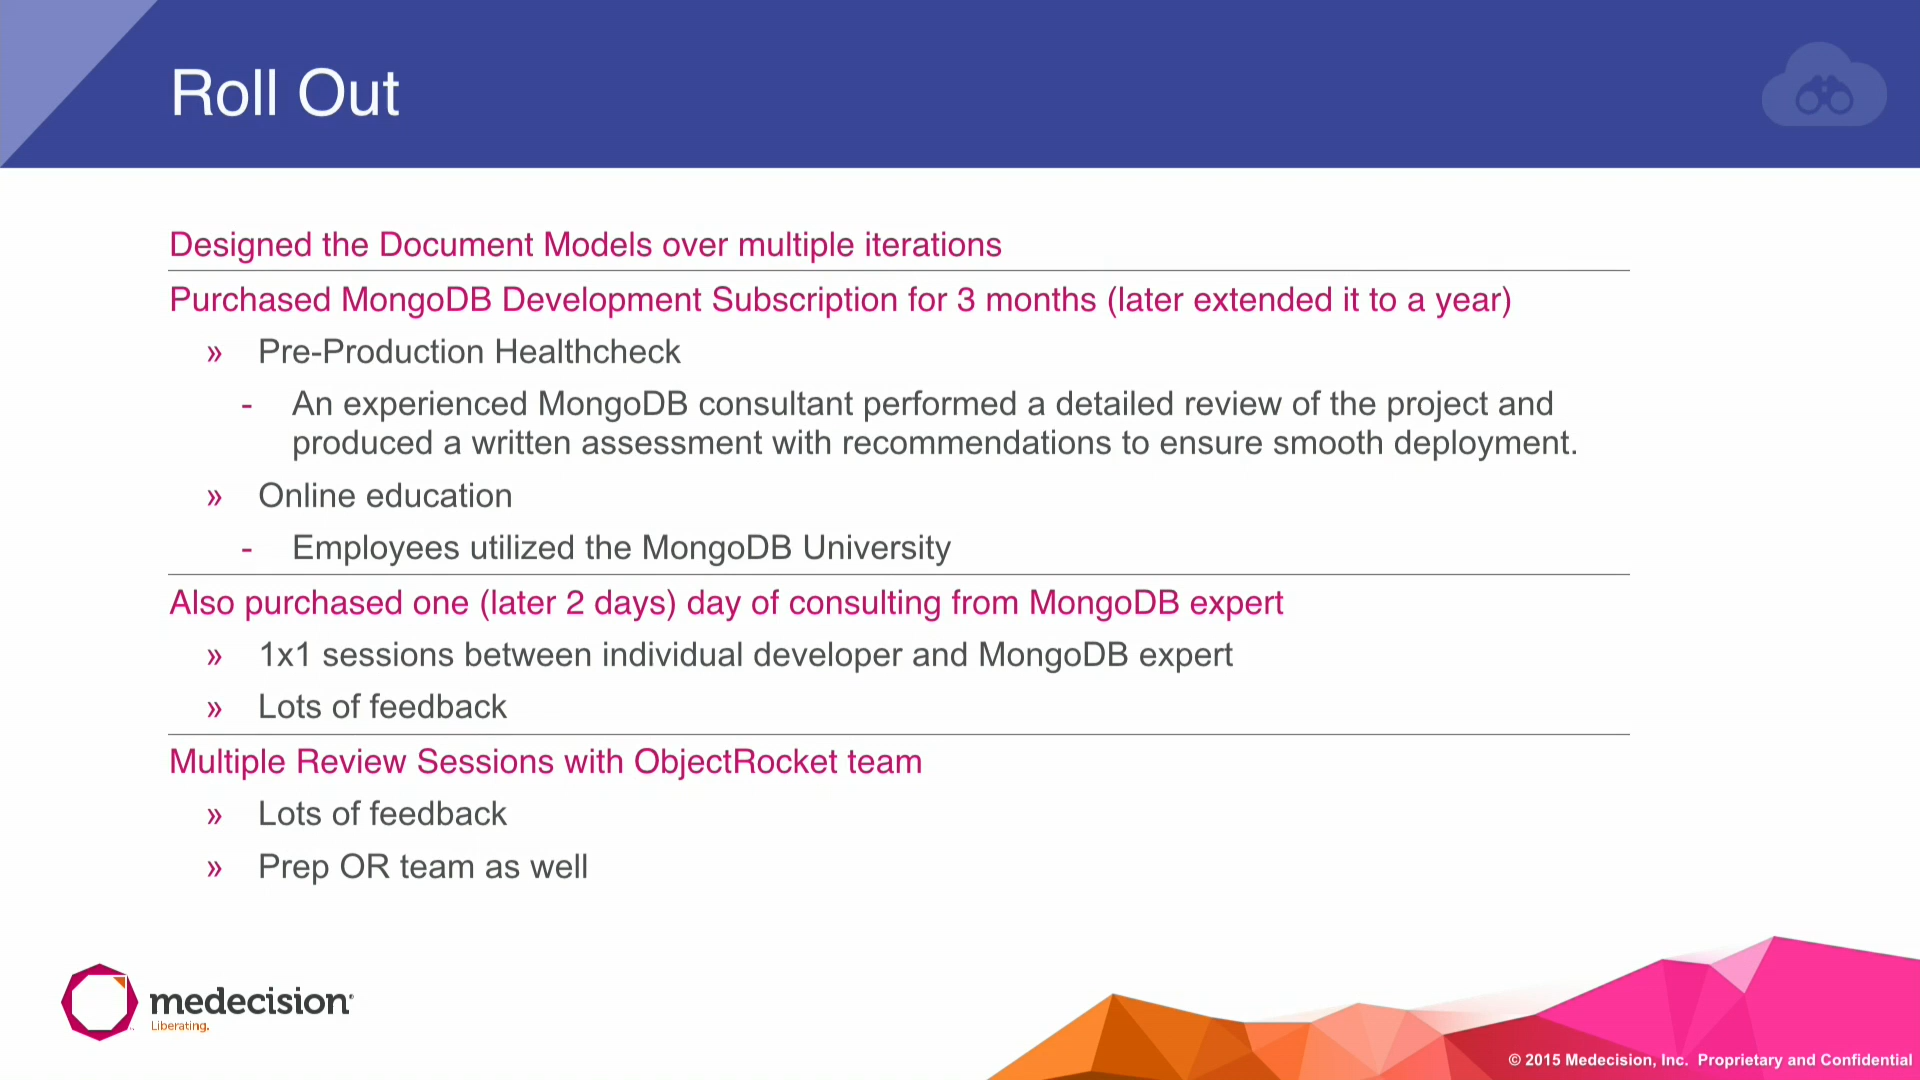 Roll Out
Designed the Document Models over multiple iterations
Purchased MongoDB Development Subscription for 3 months (later extended it to a year)
» Pre-Production Healthcheck
- An experienced MongoDB consultant performed a detailed review of the project and
produced a written assessment with recommendations to ensure smooth deployment.
» Online education
- Employees utilized the MongoDB University
Also purchased one (later 2 days) day of consulting from MongoDB expert
» 1x1 sessions between individual developer and MongoDB expert
» Lots of feedback
Multiple Review Sessions with ObjectRocket team
» Lots of feedback
» Prep OR team as well
medecision®
Liberating.
© 2015 Medecision, Inc. Proprietary and Confidential